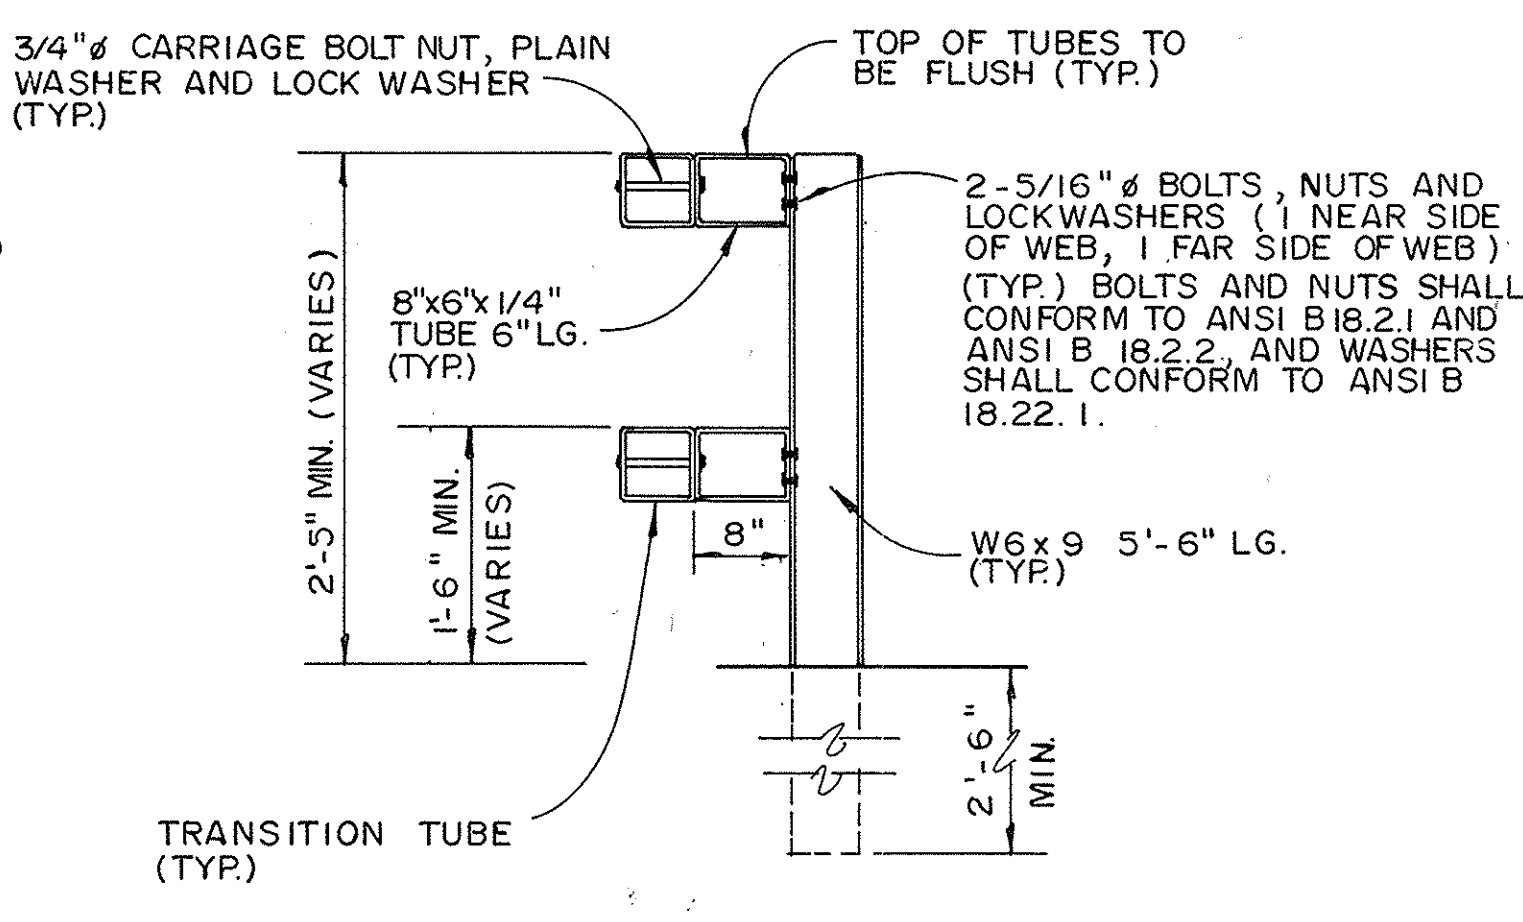 3/4"ø CARRIAGE BOLT NUT, PLAIN
WASHER AND LOCK WASHER
(TYP.)
TOP OF TUBES TO
BE FLUSH (TYP.)
2-5/16"ø BOLTS, NUTS AND
LOCKWASHERS (1 NEAR SIDE
OF WEB, 1 FAR SIDE OF WEB)
(TYP.) BOLTS AND NUTS SHALL
CONFORM TO ANSI B18.2.1 AND
ANSI B 18.2.2, AND WASHERS
SHALL CONFORM TO ANSI B
18.22.1.
8"x6"x1/4"
TUBE 6" LG.
(TYP.)
2'-5" MIN. (VARIES)
1'-6" MIN.
(VARIES)
8"
W6x9 5'-6" LG.
(TYP.)
2'-6"
MIN.
TRANSITION TUBE
(TYP.)